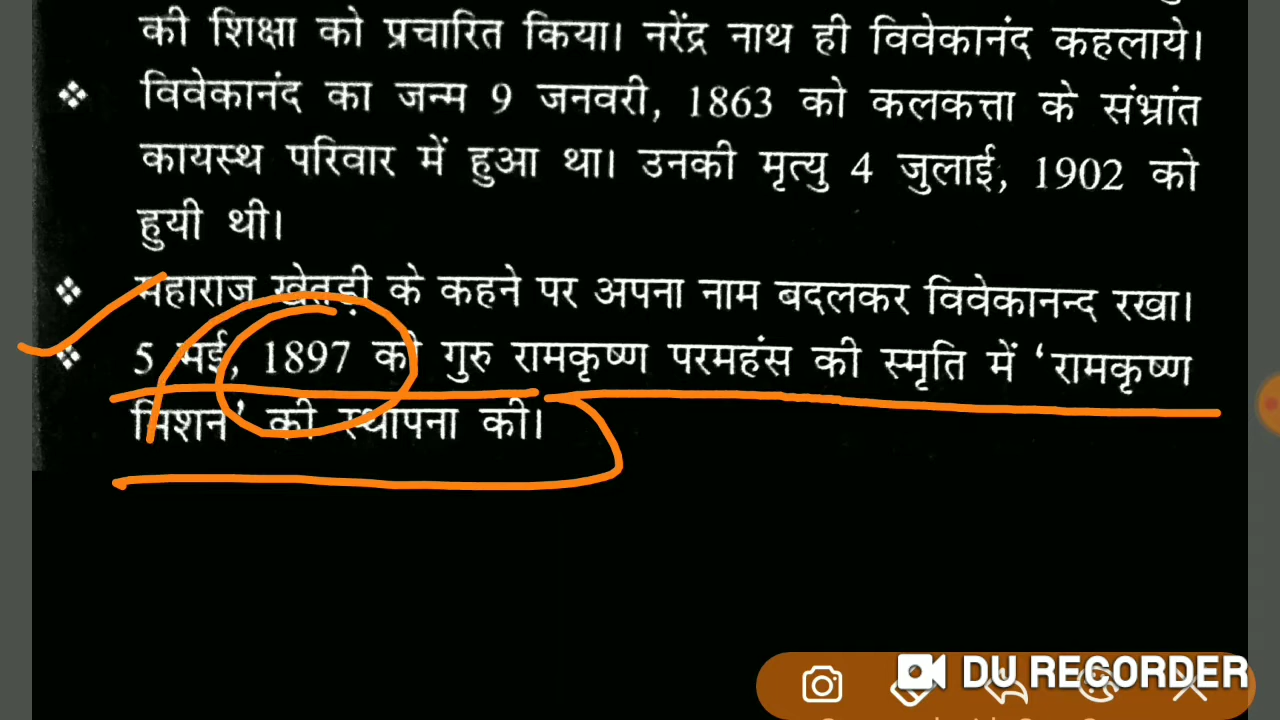 की शिक्षा को प्रचारित किया। नरेंद्र नाथ ही विवेकानंद कहलाये।
❖ विवेकानंद का जन्म 9 जनवरी, 1863 को कलकत्ता के संभ्रांत
कायस्थ परिवार में हुआ था। उनकी मृत्यु 4 जुलाई, 1902 को
हुयी थी।
❖ महाराज खेतड़ी के कहने पर अपना नाम बदलकर विवेकानन्द रखा।
❖ 5 मई, 1897 को गुरु रामकृष्ण परमहंस की स्मृति में ‘रामकृष्ण
मिशन’ की स्थापना की।
DU RECORDER